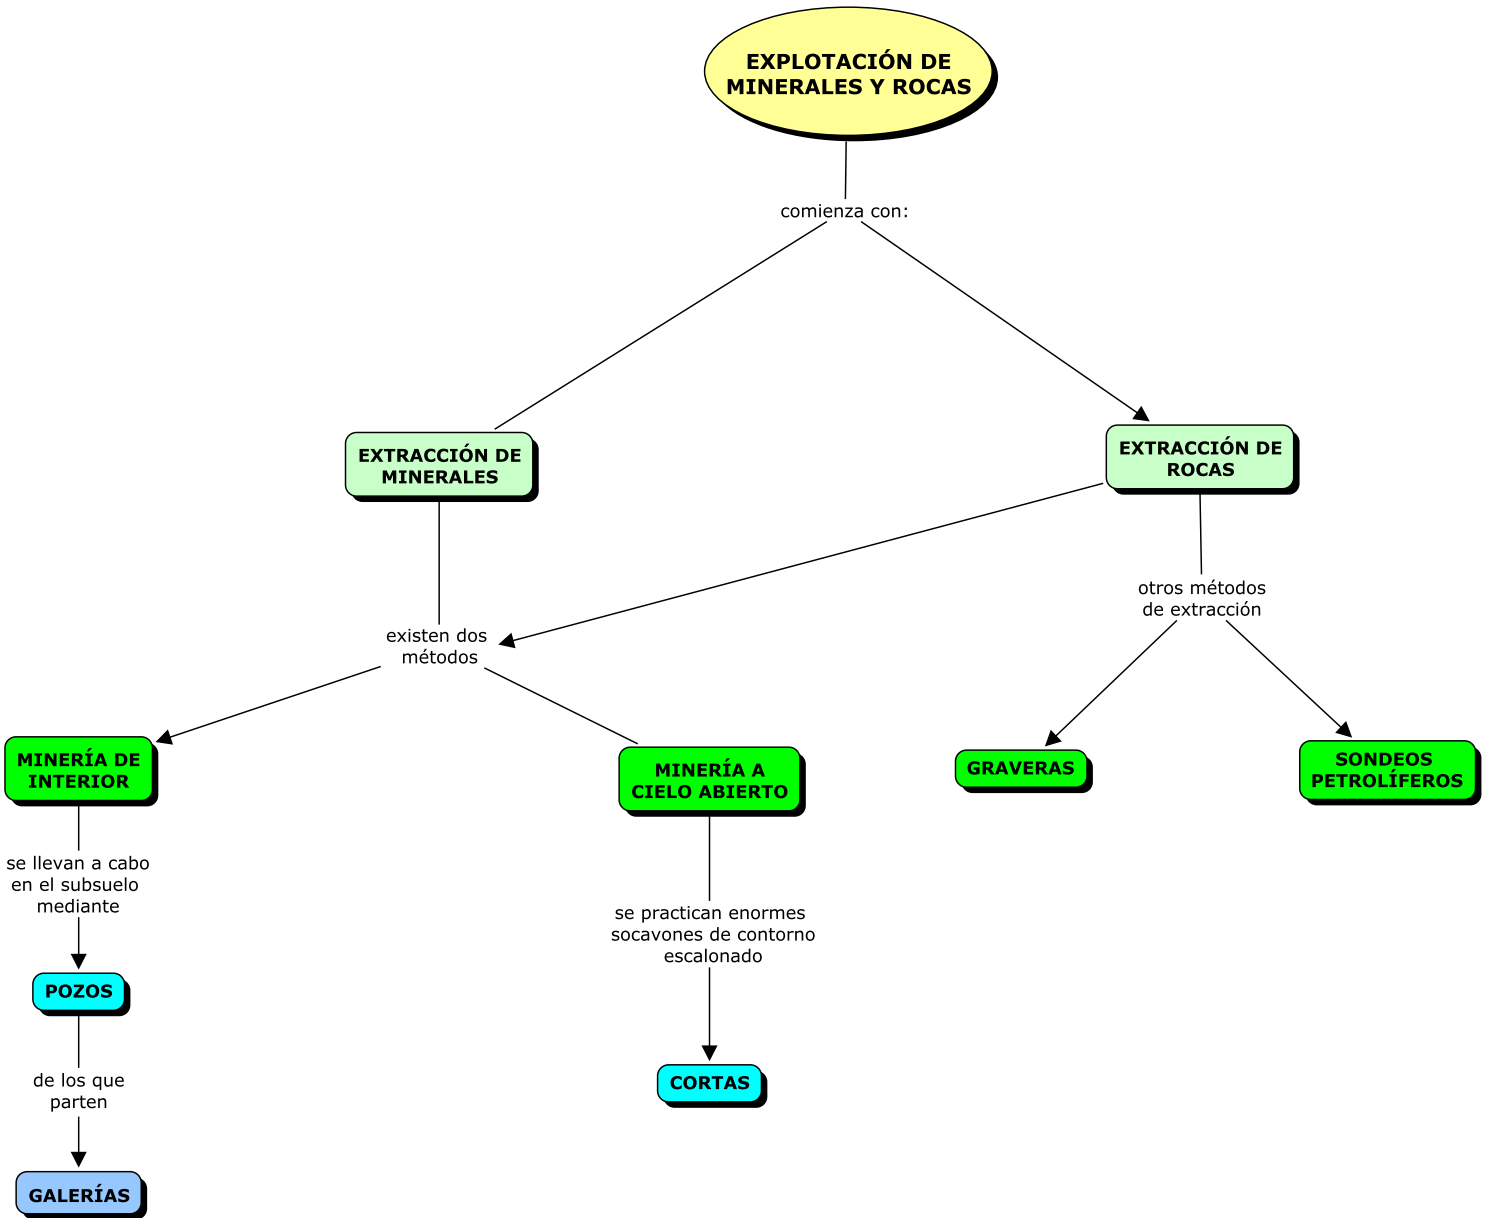 EXPLOTACIÓN DE
MINERALES Y ROCAS
comienza con:
EXTRACCIÓN DE
MINERALES
EXTRACCIÓN DE
ROCAS
existen dos
métodos
otros métodos
de extracción
MINERÍA DE
INTERIOR
MINERÍA A
CIELO ABIERTO
GRAVERAS
SONDEOS
PETROLÍFEROS
se llevan a cabo
en el subsuelo
mediante
se practican enormes
socavones de contorno
escalonado
POZOS
CORTAS
de los que
parten
GALERÍAS